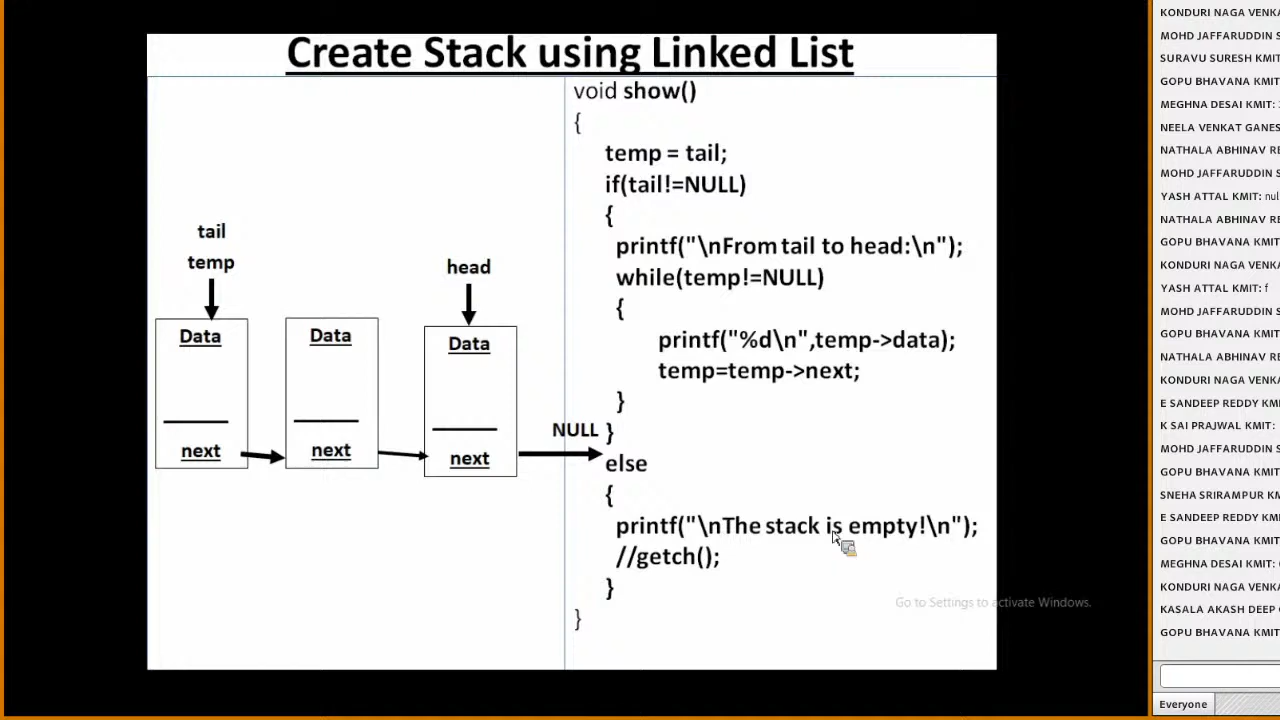 Create Stack using Linked List
void show()
{
temp = tail;
if(tail!=NULL)
{
printf("\nFrom tail to head:\n");
while(temp!=NULL)
{
printf("%d\n",temp->data);
temp=temp->next;
}
}
else
{
printf("\nThe stack is empty!\n");
//getch();
}
}
tail
temp
head
Data
Data
Data
next
next
next
NULL
Go to Settings to activate Windows.
KONDURI NAGA VENKA
MOHD JAFFARUDDIN S
SURAVU SURESH KMIT
GOPU BHAVANA KMIT:
MEGHNA DESAI KMIT:
NEELA VENKAT GANES
NATHALA ABHINAV RE
MOHD JAFFARUDDIN S
YASH ATTAL KMIT: nul
NATHALA ABHINAV RE
GOPU BHAVANA KMIT:
KONDURI NAGA VENKA
YASH ATTAL KMIT: f
MOHD JAFFARUDDIN S
GOPU BHAVANA KMIT:
NATHALA ABHINAV RE
KONDURI NAGA VENKA
E SANDEEP REDDY KMI
K SAI PRAJWAL KMIT:
MOHD JAFFARUDDIN S
GOPU BHAVANA KMIT:
SNEHA SRIRAMPUR KM
E SANDEEP REDDY KMI
GOPU BHAVANA KMIT:
MEGHNA DESAI KMIT:
KONDURI NAGA VENKA
KASALA AKASH DEEP
GOPU BHAVANA KMIT:
Everyone